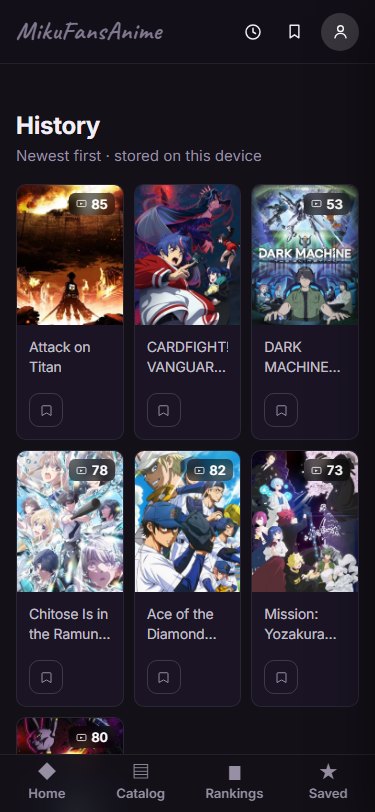 MikuFansAnime
History
Newest first · stored on this device
85
53
DARK MACHINE
Attack on
Titan
CARDFIGHT!
VANGUAR...
DARK
MACHINE...
78
82
73
Chitose Is in
the Ramun...
Ace of the
Diamond...
Mission:
Yozakura...
80
Home
Catalog
Rankings
Saved